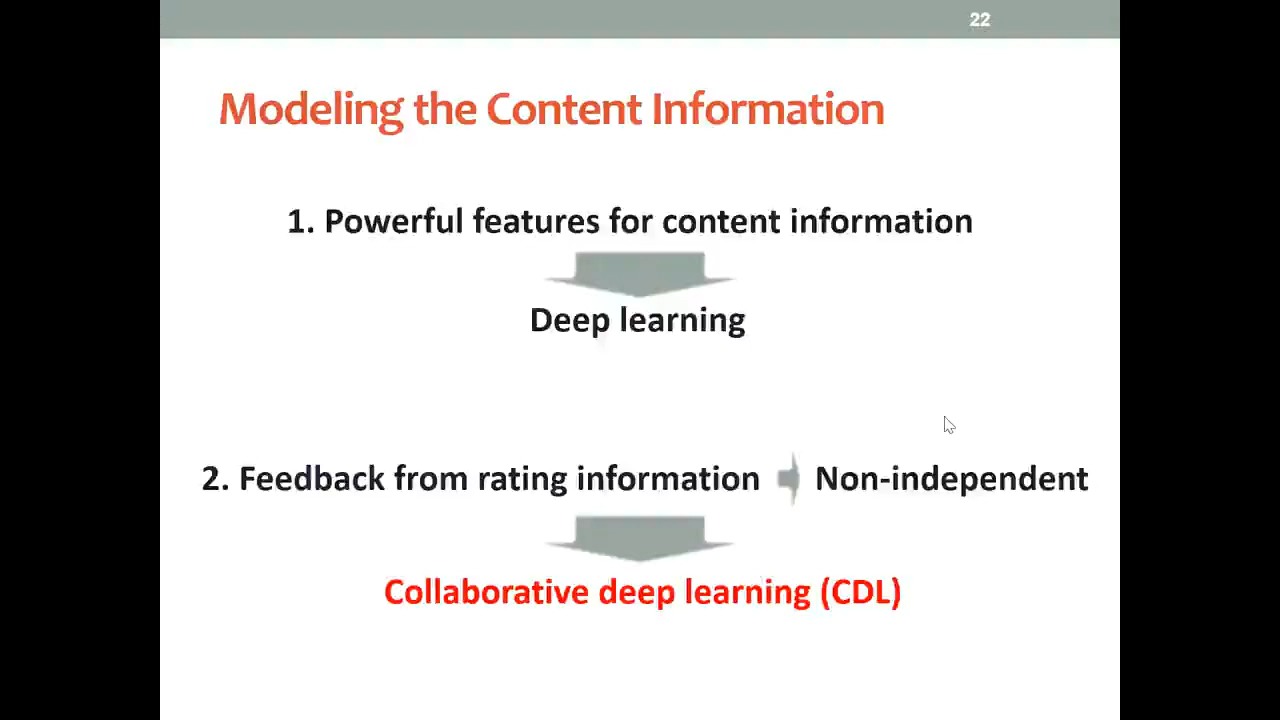 22
Modeling the Content Information
1. Powerful features for content information
Deep learning
2. Feedback from rating information Non-independent
Collaborative deep learning (CDL)